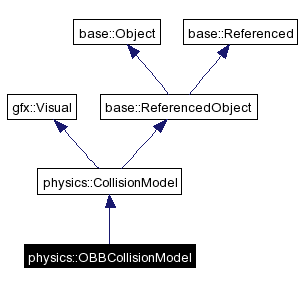 base::Object
base::Referenced
gfx::Visual
base::ReferencedObject
physics::CollisionModel
physics::OBBCollisionModel